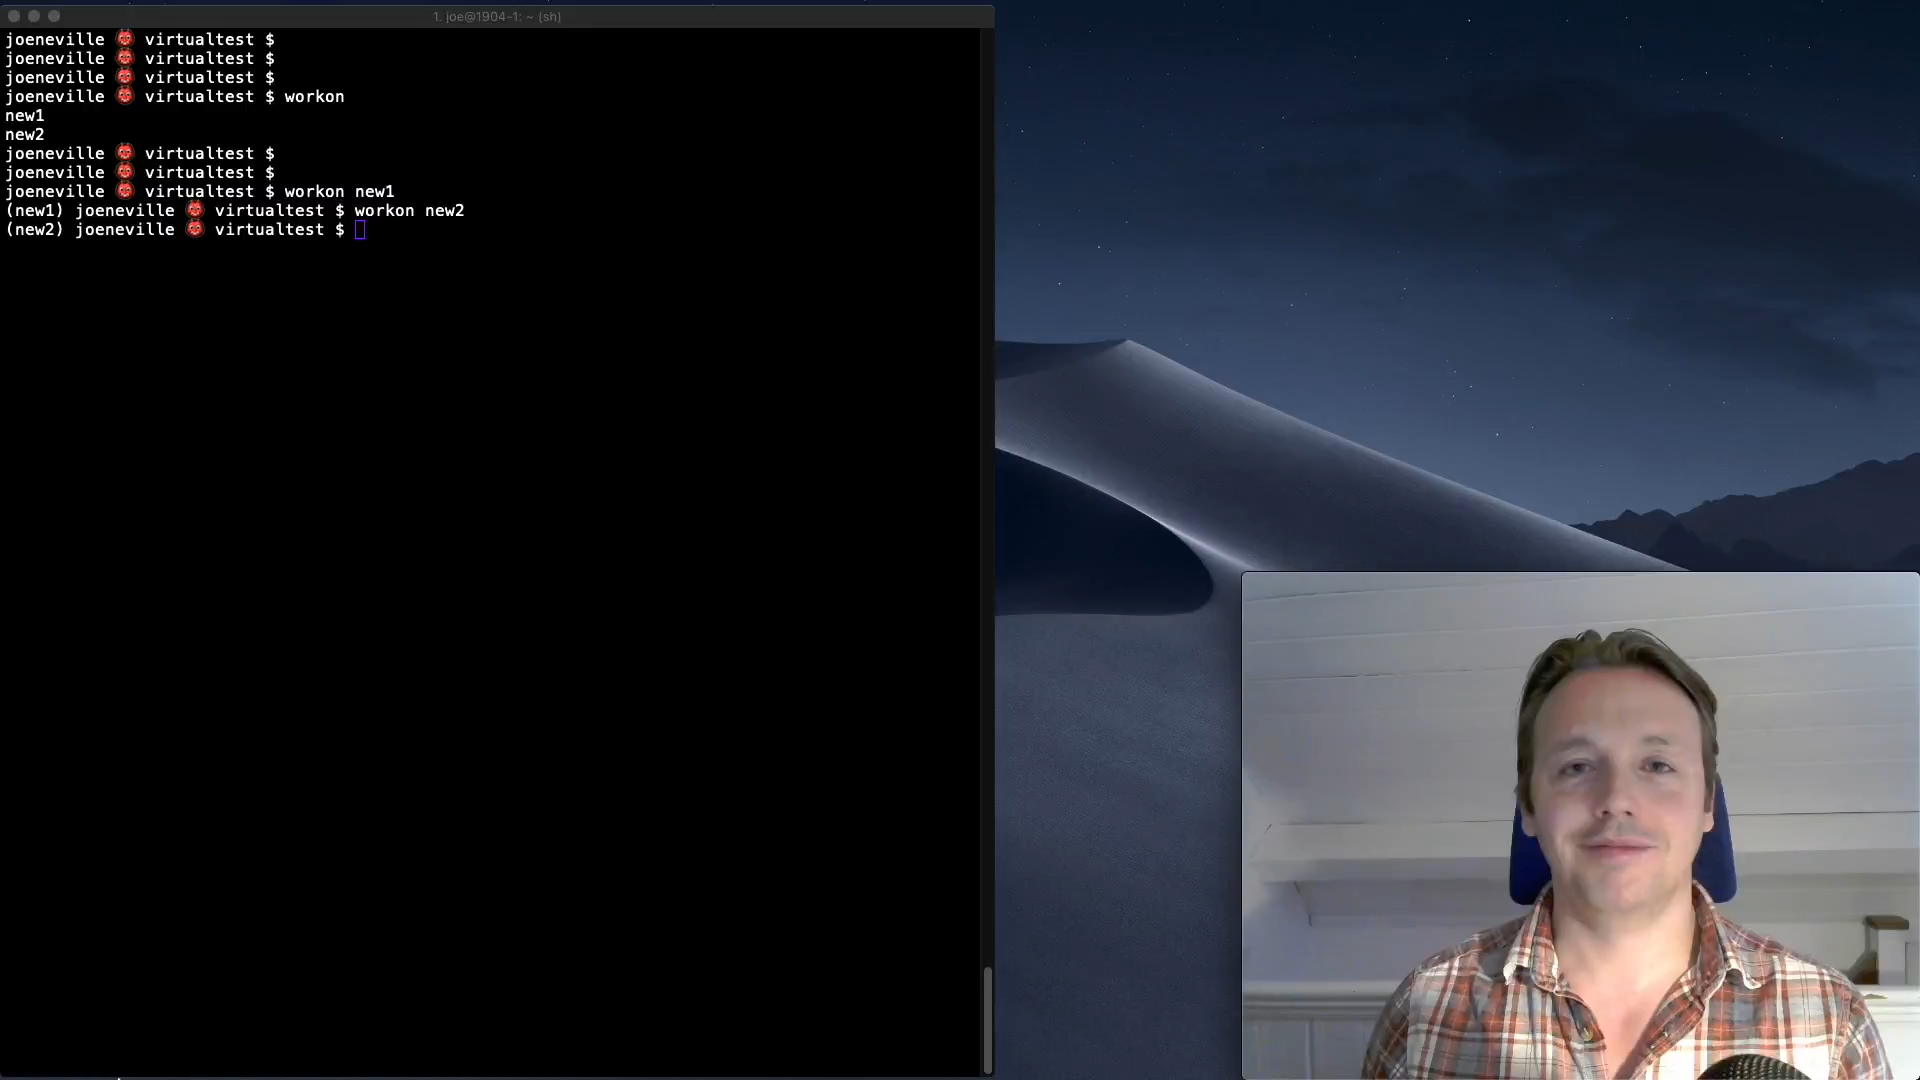 1. joe@1904-1: ~ (sh)
joeneville 👹 virtualtest $
joeneville 👹 virtualtest $
joeneville 👹 virtualtest $
joeneville 👹 virtualtest $ workon
new1
new2
joeneville 👹 virtualtest $
joeneville 👹 virtualtest $
joeneville 👹 virtualtest $ workon new1
(new1) joeneville 👹 virtualtest $ workon new2
(new2) joeneville 👹 virtualtest $